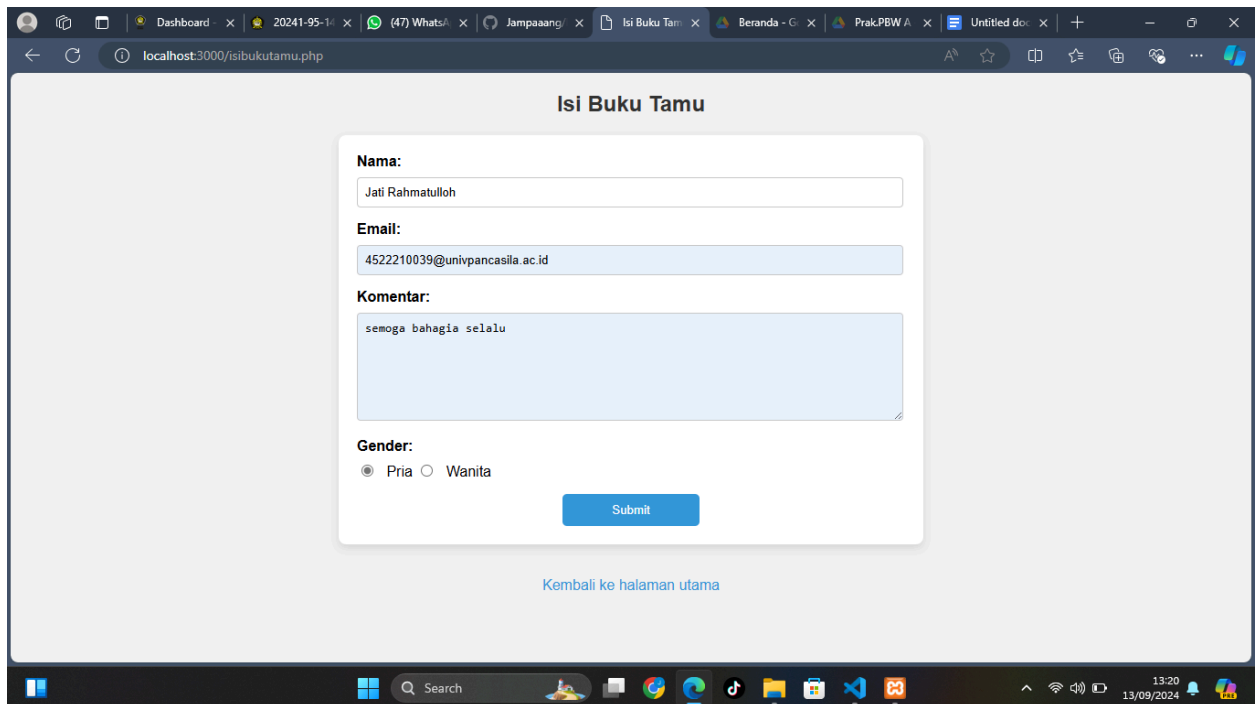 Dashboard -
20241-95-14
(47) WhatsA
Jampaaang/
Isi Buku Tam
Beranda - Go
Prak.PBW A
Untitled doc
localhost:3000/isibukutamu.php
Isi Buku Tamu
Nama:
Jati Rahmatulloh
Email:
4522210039@univpancasila.ac.id
Komentar:
semoga bahagia selalu
Gender:
Pria Wanita
Submit
Kembali ke halaman utama
Search
13:20
13/09/2024
PRE